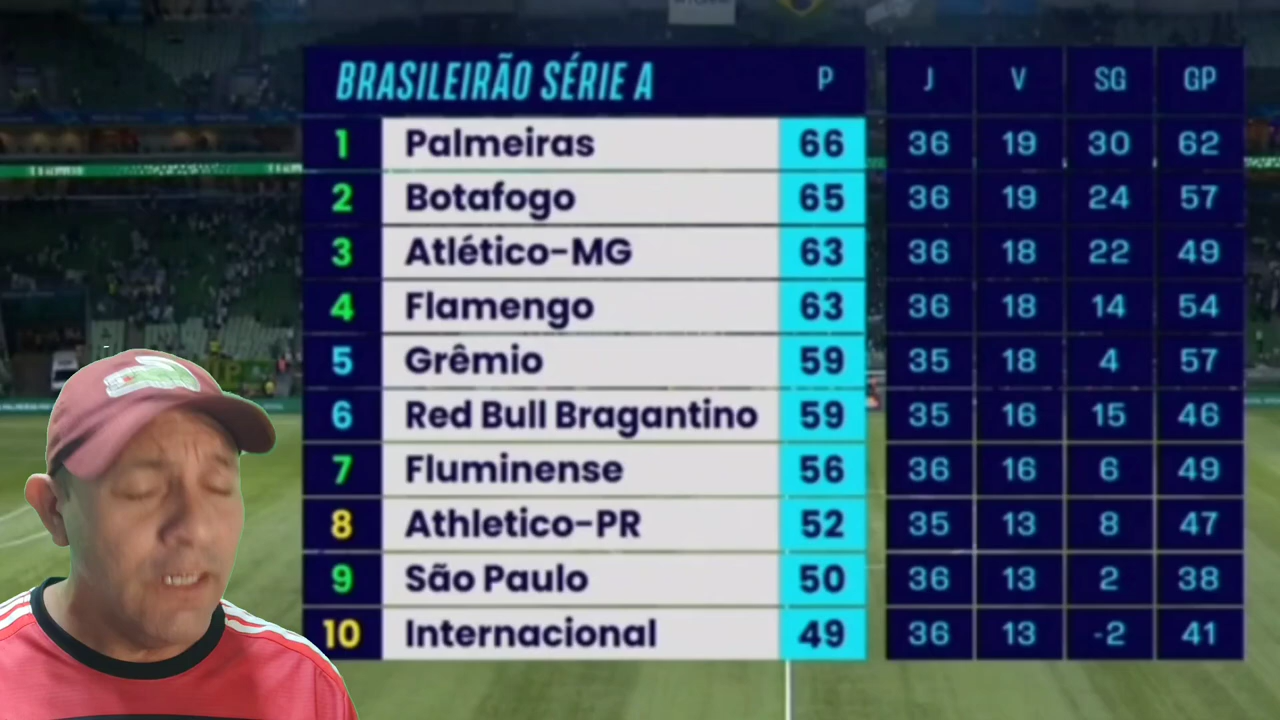 BRASILEIRÃO SÉRIE A P J V SG GP
1 Palmeiras 66 36 19 30 62
2 Botafogo 65 36 19 24 57
3 Atlético-MG 63 36 18 22 49
4 Flamengo 63 36 18 14 54
5 Grêmio 59 35 18 4 57
6 Red Bull Bragantino 59 35 16 15 46
7 Fluminense 56 36 16 6 49
8 Athletico-PR 52 35 13 8 47
9 São Paulo 50 36 13 2 38
10 Internacional 49 36 13 -2 41